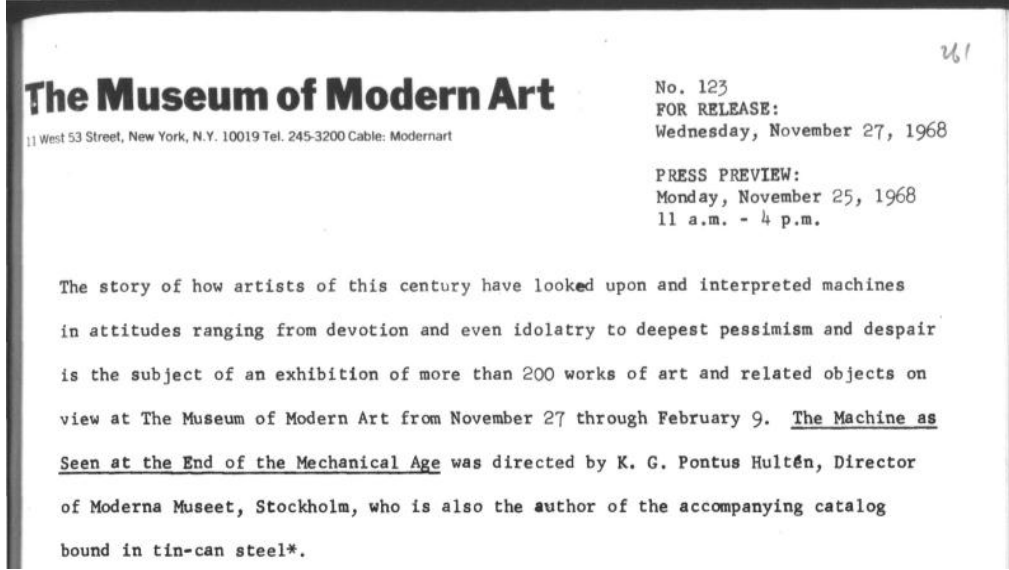 261
The Museum of Modern Art
11 West 53 Street, New York, N.Y. 10019 Tel. 245-3200 Cable: Modernart
No. 123
FOR RELEASE:
Wednesday, November 27, 1968
PRESS PREVIEW:
Monday, November 25, 1968
11 a.m. - 4 p.m.
The story of how artists of this century have looked upon and interpreted machines
in attitudes ranging from devotion and even idolatry to deepest pessimism and despair
is the subject of an exhibition of more than 200 works of art and related objects on
view at The Museum of Modern Art from November 27 through February 9. The Machine as
Seen at the End of the Mechanical Age was directed by K. G. Pontus Hultén, Director
of Moderna Museet, Stockholm, who is also the author of the accompanying catalog
bound in tin-can steel*.